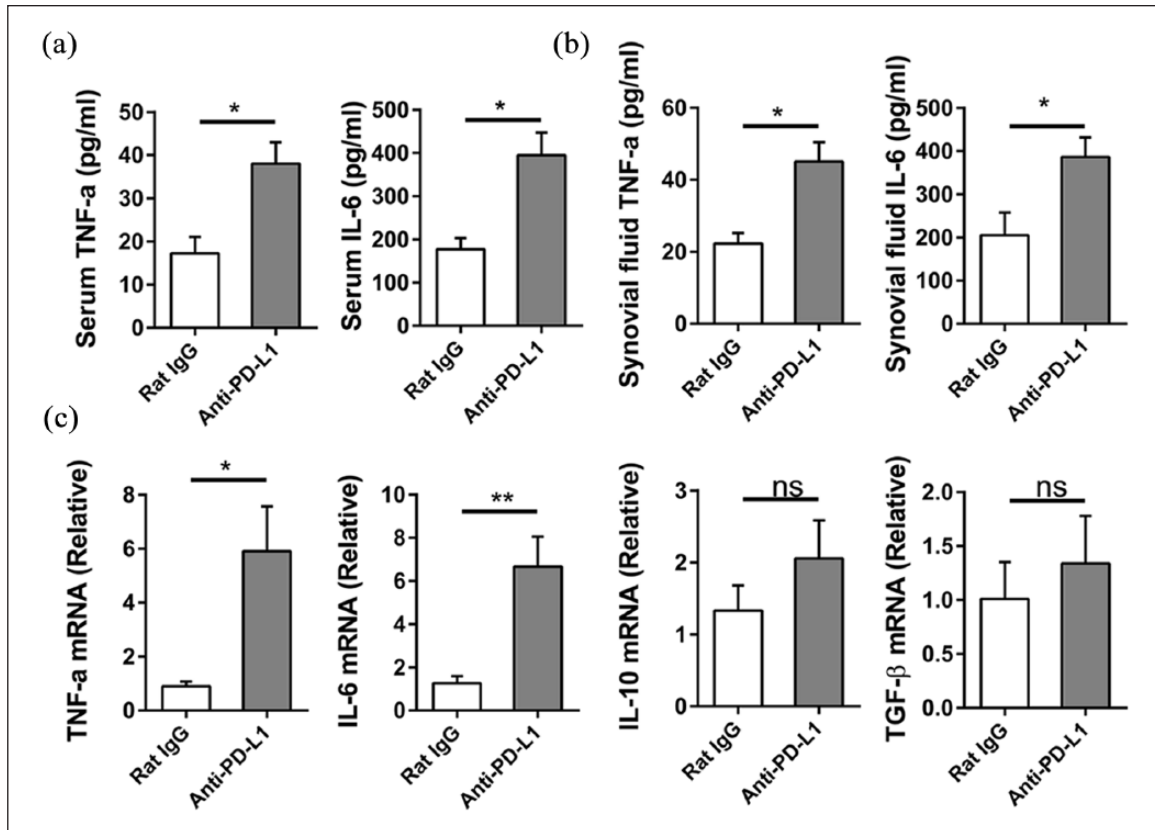 (a)
Serum TNF-a (pg/ml)
50
40
30
20
10
0
*
Rat IgG
Anti-PD-L1
Serum IL-6 (pg/ml)
500
400
300
200
100
0
*
Rat IgG
Anti-PD-L1
(b)
Synovial fluid TNF-a (pg/ml)
60
40
20
0
*
Rat IgG
Anti-PD-L1
Synovial fluid IL-6 (pg/ml)
500
400
300
200
100
0
*
Rat IgG
Anti-PD-L1
(c)
TNF-a mRNA (Relative)
8
6
4
2
0
*
Rat IgG
Anti-PD-L1
IL-6 mRNA (Relative)
10
8
6
4
2
0
**
Rat IgG
Anti-PD-L1
IL-10 mRNA (Relative)
3
2
1
0
ns
Rat IgG
Anti-PD-L1
TGF-β mRNA (Relative)
2.0
1.5
1.0
0.5
0.0
ns
Rat IgG
Anti-PD-L1